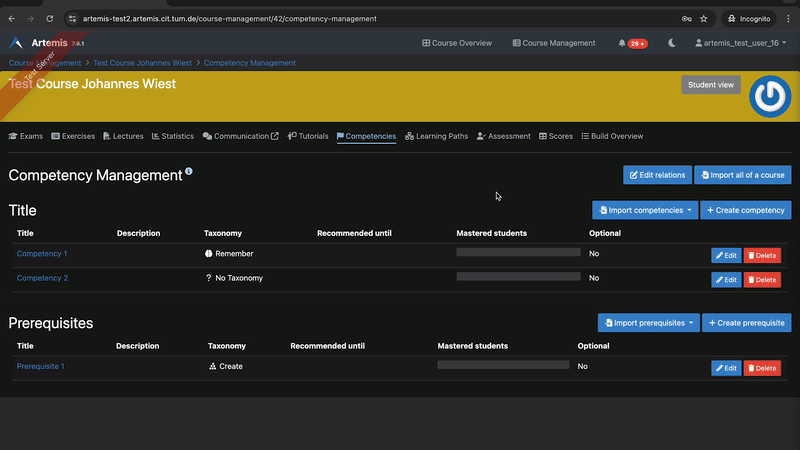 artemis-test2.artemis.cit.tum.de/course-management/42/competency-management
Incognito
Artemis 7.6.1
Course Overview
Course Management
25+
artemis_test_user_16
Course Management > Test Course Johannes Wiest > Competency Management
Test Server
Test Course Johannes Wiest
Student view
Exams Exercises Lectures Statistics Communication Tutorials Competencies Learning Paths Assessment Scores Build Overview
Competency Management
Edit relations
Import all of a course
Title
Import competencies
+ Create competency
Title Description Taxonomy Recommended until Mastered students Optional
Competency 1 Remember No Edit Delete
Competency 2 ? No Taxonomy No Edit Delete
Prerequisites
Import prerequisites
+ Create prerequisite
Title Description Taxonomy Recommended until Mastered students Optional
Prerequisite 1 Create No Edit Delete